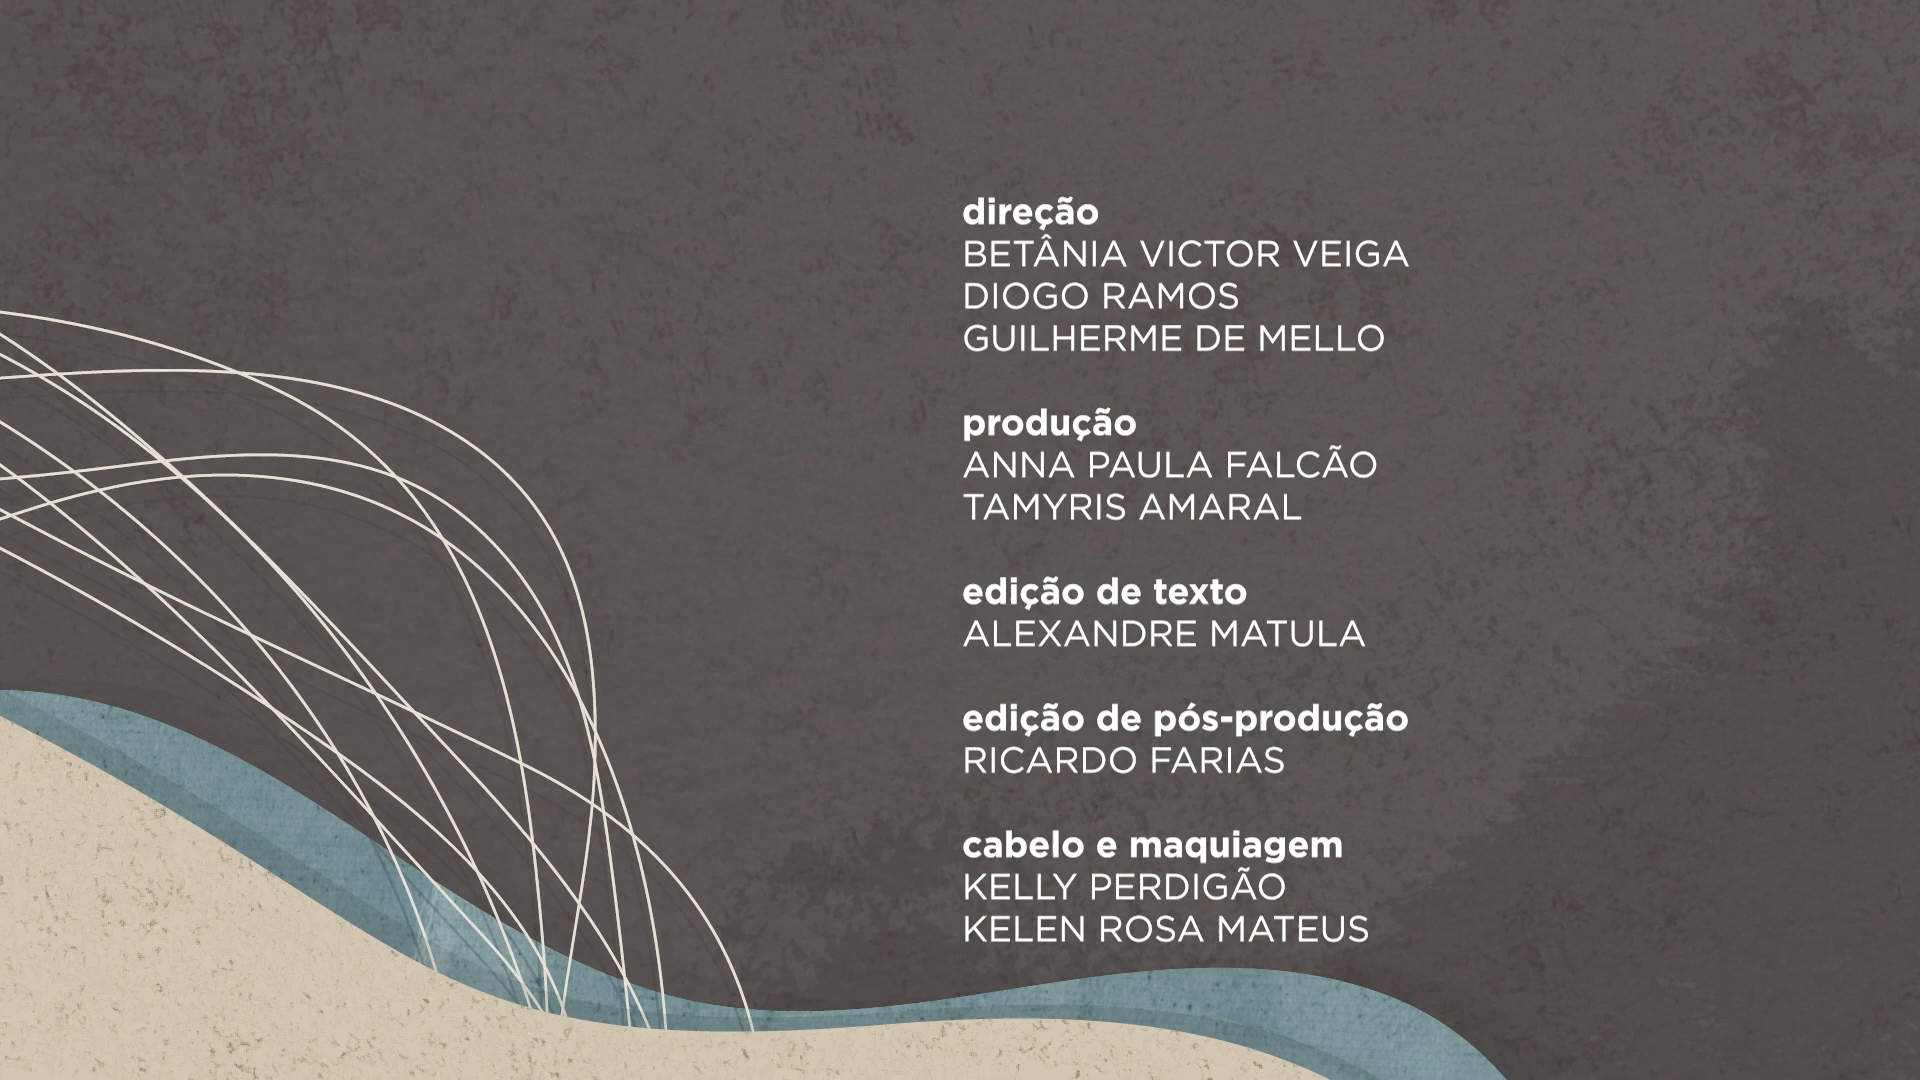 direção
BETÂNIA VICTOR VEIGA
DIOGO RAMOS
GUILHERME DE MELLO
produção
ANNA PAULA FALCÃO
TAMYRIS AMARAL
edição de texto
ALEXANDRE MATULA
edição de pós-produção
RICARDO FARIAS
cabelo e maquiagem
KELLY PERDIGÃO
KELEN ROSA MATEUS